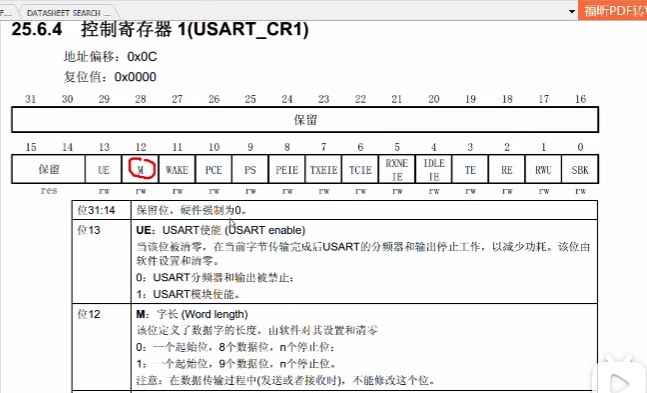 F...
DATASHEET SEARCH ...
福昕PDF转W
25.6.4 控制寄存器 1(USART_CR1)
地址偏移：0x0C
复位值：0x0000
31 30 29 28 27 26 25 24 23 22 21 20 19 18 17 16
保留
15 14 13 12 11 10 9 8 7 6 5 4 3 2 1 0
保留 UE M WAKE PCE PS PEIE TXEIE TCIE RXNE IE IDLE IE TE RE RWU SBK
res rw rw rw rw rw rw rw rw rw rw rw rw rw rw
位31:14 保留位，硬件强制为0。
位13 UE：USART使能 (USART enable)
当该位被清零，在当前字节传输完成后USART的分频器和输出停止工作，以减少功耗。该位由
软件设置和清零。
0：USART分频器和输出被禁止；
1：USART模块使能。
位12 M：字长 (Word length)
该位定义了数据字的长度，由软件对其设置和清零
0：一个起始位，8个数据位，n个停止位；
1：一个起始位，9个数据位，n个停止位。
注意：在数据传输过程中(发送或者接收时)，不能修改这个位。